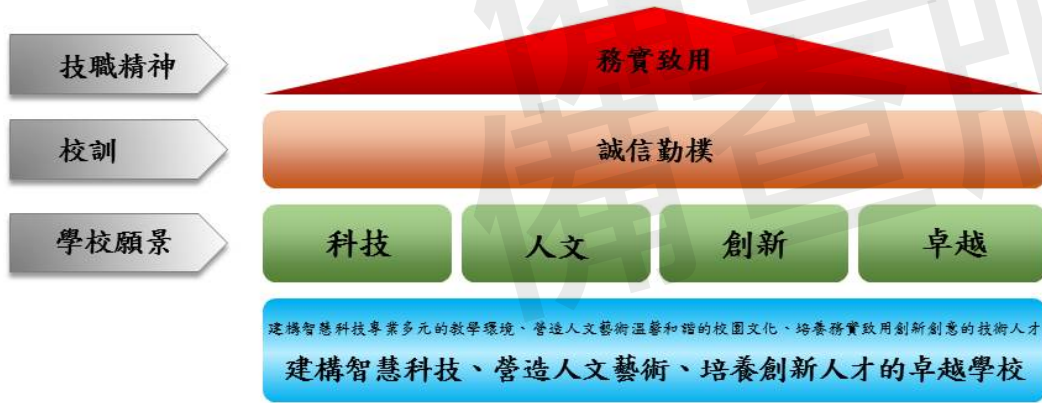 技職精神
務實致用
校訓
誠信勤樸
學校願景
科技
人文
創新
卓越
建構智慧科技專業多元的教學環境、營造人文藝術溫馨和諧的校園文化、培養務實致用創新創意的技術人才
建構智慧科技、營造人文藝術、培養創新人才的卓越學校